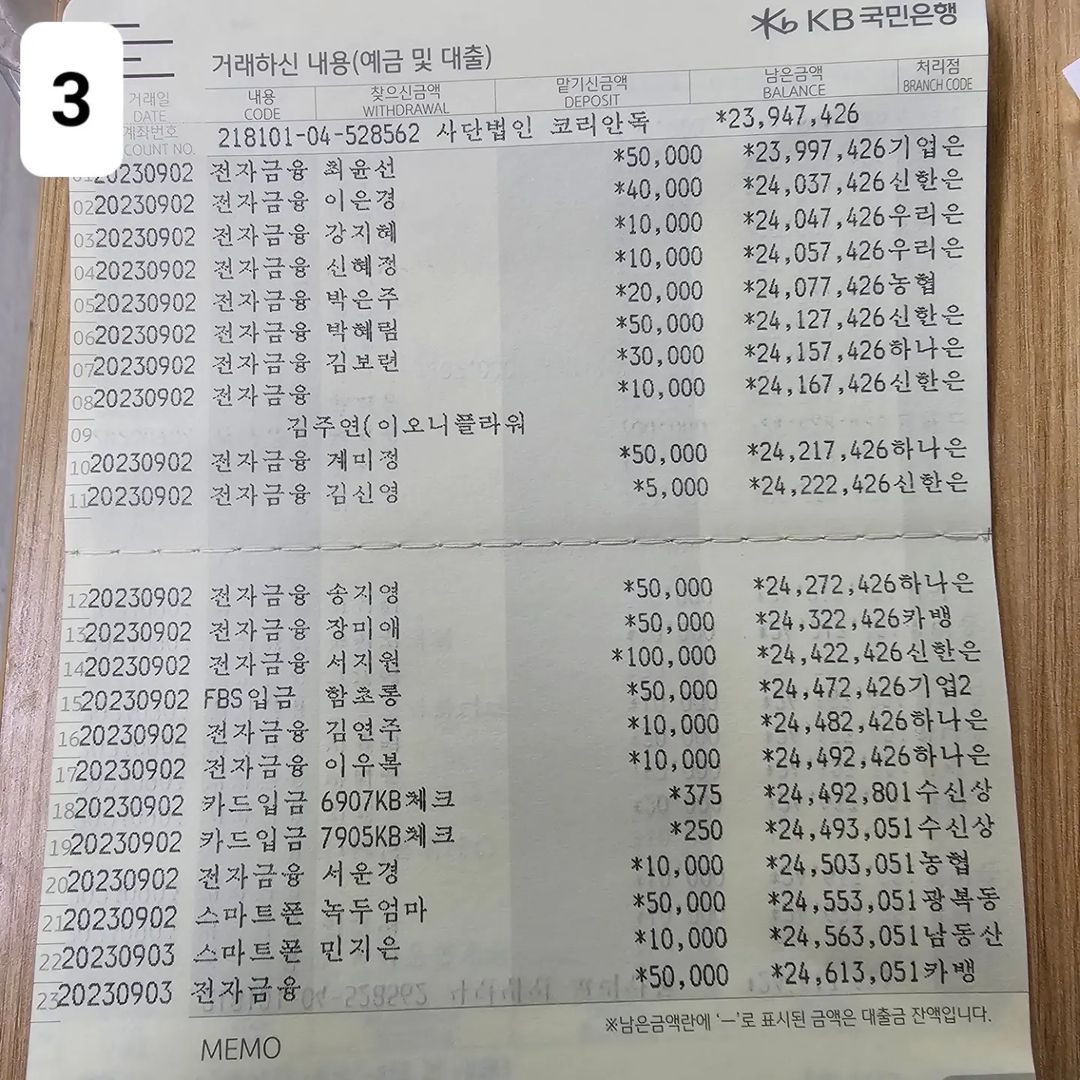 3
KB 국민은행
거래하신 내용(예금 및 대출)
거래일 DATE 내용 CODE 찾으신금액 WITHDRAWAL 맡기신금액 DEPOSIT 남은금액 BALANCE 처리점 BRANCH CODE
계좌번호 COUNT NO. 218101-04-528562 사단법인 코리안독 *23,947,426
01 20230902 전자금융 최윤선 *50,000 *23,997,426 기업은
02 20230902 전자금융 이은경 *40,000 *24,037,426 신한은
03 20230902 전자금융 강지혜 *10,000 *24,047,426 우리은
04 20230902 전자금융 신혜정 *10,000 *24,057,426 우리은
05 20230902 전자금융 박은주 *20,000 *24,077,426 농협
06 20230902 전자금융 박혜림 *50,000 *24,127,426 신한은
07 20230902 전자금융 김보련 *30,000 *24,157,426 하나은
08 20230902 전자금융 *10,000 *24,167,426 신한은
09 김주연(이오니플라워
10 20230902 전자금융 계미정 *50,000 *24,217,426 하나은
11 20230902 전자금융 김신영 *5,000 *24,222,426 신한은
12 20230902 전자금융 송지영 *50,000 *24,272,426 하나은
13 20230902 전자금융 장미애 *50,000 *24,322,426 카뱅
14 20230902 전자금융 서지원 *100,000 *24,422,426 신한은
15 20230902 FBS입금 함초롱 *50,000 *24,472,426 기업2
16 20230902 전자금융 김연주 *10,000 *24,482,426 하나은
17 20230902 전자금융 이우복 *10,000 *24,492,426 하나은
18 20230902 카드입금 6907KB체크 *375 *24,492,801 수신상
19 20230902 카드입금 7905KB체크 *250 *24,493,051 수신상
20 20230902 전자금융 서운경 *10,000 *24,503,051 농협
21 20230902 스마트폰 녹두엄마 *50,000 *24,553,051 광복동
22 20230903 스마트폰 민지은 *10,000 *24,563,051 남동산
23 20230903 전자금융 *50,000 *24,613,051 카뱅
※남은금액란에 '—'로 표시된 금액은 대출금 잔액입니다.
MEMO